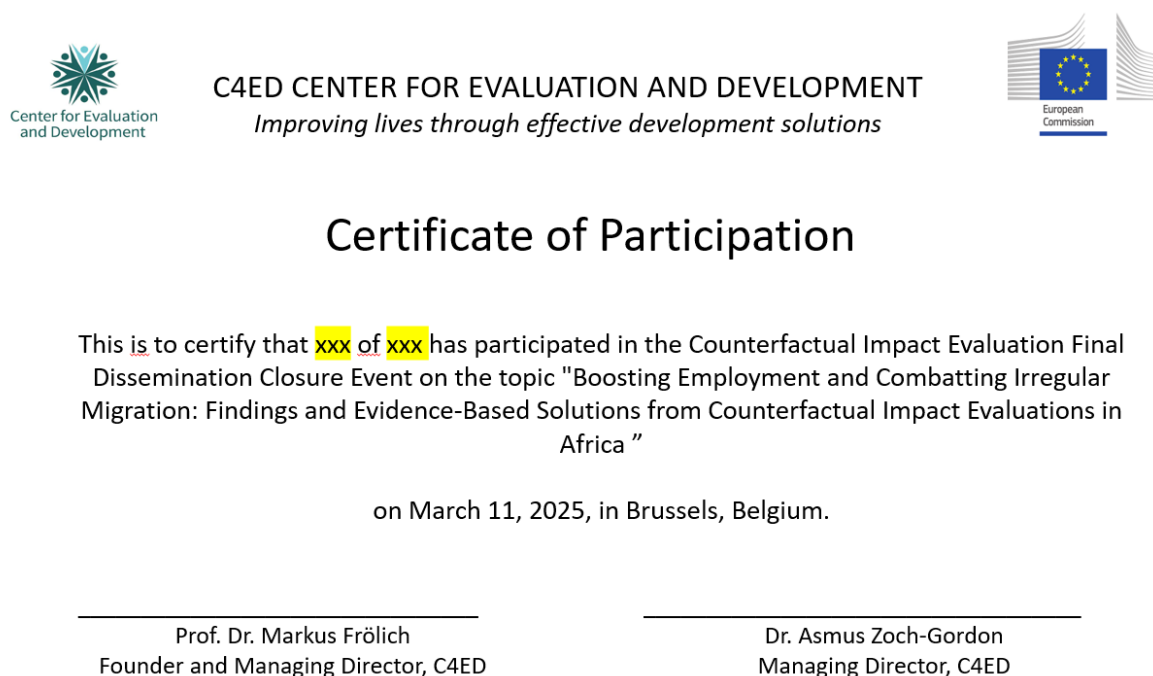 Center for Evaluation
and Development
C4ED CENTER FOR EVALUATION AND DEVELOPMENT
Improving lives through effective development solutions
European
Commission
Certificate of Participation
This is to certify that xxx of xxx has participated in the Counterfactual Impact Evaluation Final
Dissemination Closure Event on the topic "Boosting Employment and Combatting Irregular
Migration: Findings and Evidence-Based Solutions from Counterfactual Impact Evaluations in
Africa ”
on March 11, 2025, in Brussels, Belgium.
Prof. Dr. Markus Frölich
Founder and Managing Director, C4ED
Dr. Asmus Zoch-Gordon
Managing Director, C4ED